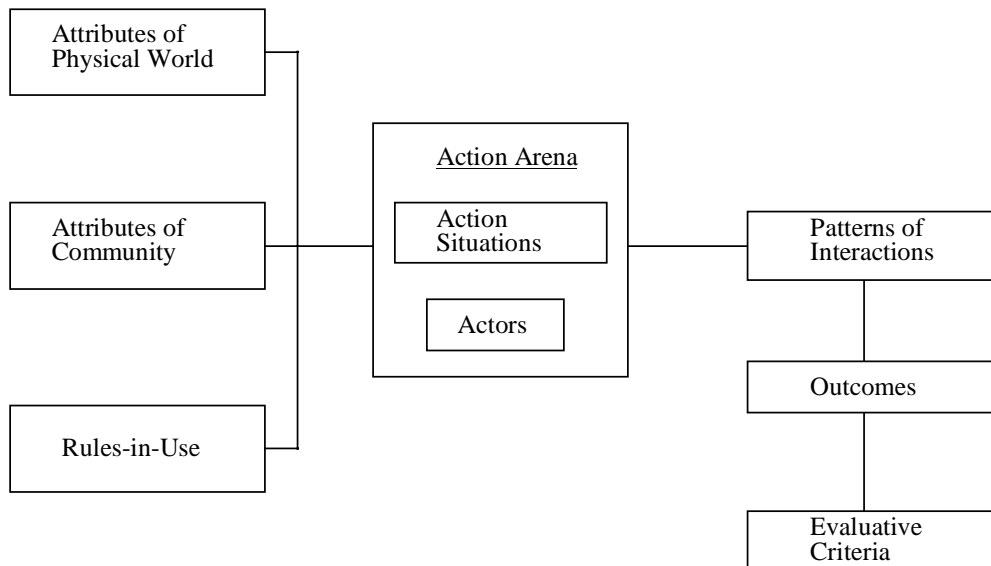 Attributes of
Physical World
Attributes of
Community
Rules-in-Use
Action Arena
Action
Situations
Actors
Patterns of
Interactions
Outcomes
Evaluative
Criteria